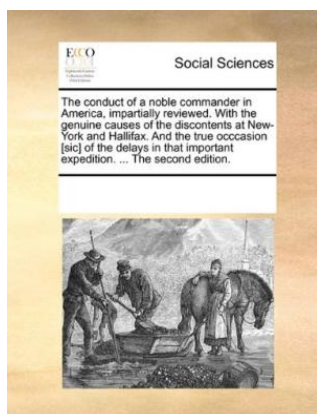 ECCO
Social Sciences
The conduct of a noble commander in
America, impartially reviewed. With the
genuine causes of the discontents at New-
York and Hallifax. And the true occcasion
[sic] of the delays in that important
expedition. ... The second edition.